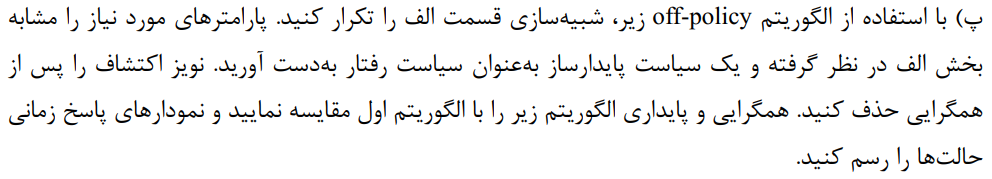 پ) با استفاده از الگوریتم off-policy زیر، شبیه‌سازی قسمت الف را تکرار کنید. پارامترهای مورد نیاز را مشابه
بخش الف در نظر گرفته و یک سیاست پایدارساز به‌عنوان سیاست رفتار به‌دست آورید. نویز اکتشاف را پس از
همگرایی حذف کنید. همگرایی و پایداری الگوریتم زیر را با الگوریتم اول مقایسه نمایید و نمودارهای پاسخ زمانی
حالت‌ها را رسم کنید.